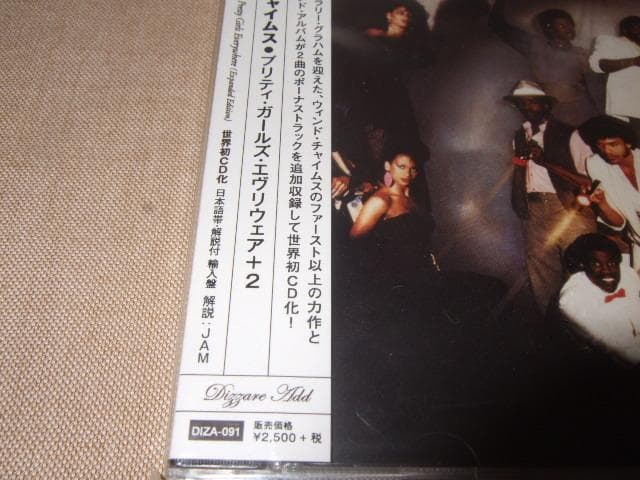 ラリー・グラハムを迎えた、ウィンド・チャイムスのファースト以上の力作と
ンド・アルバムが2曲のボーナストラックを追加収録して世界初CD化!
ャイムス●プリティ・ガールズ・エヴリウェア+2
Pretty Girls Everywhere (Expanded Edition)
世界初CD化 日本語帯・解説付 輸入盤 解説:JAM
Dizzare Add
DIZA-091
販売価格
¥2,500 + 税